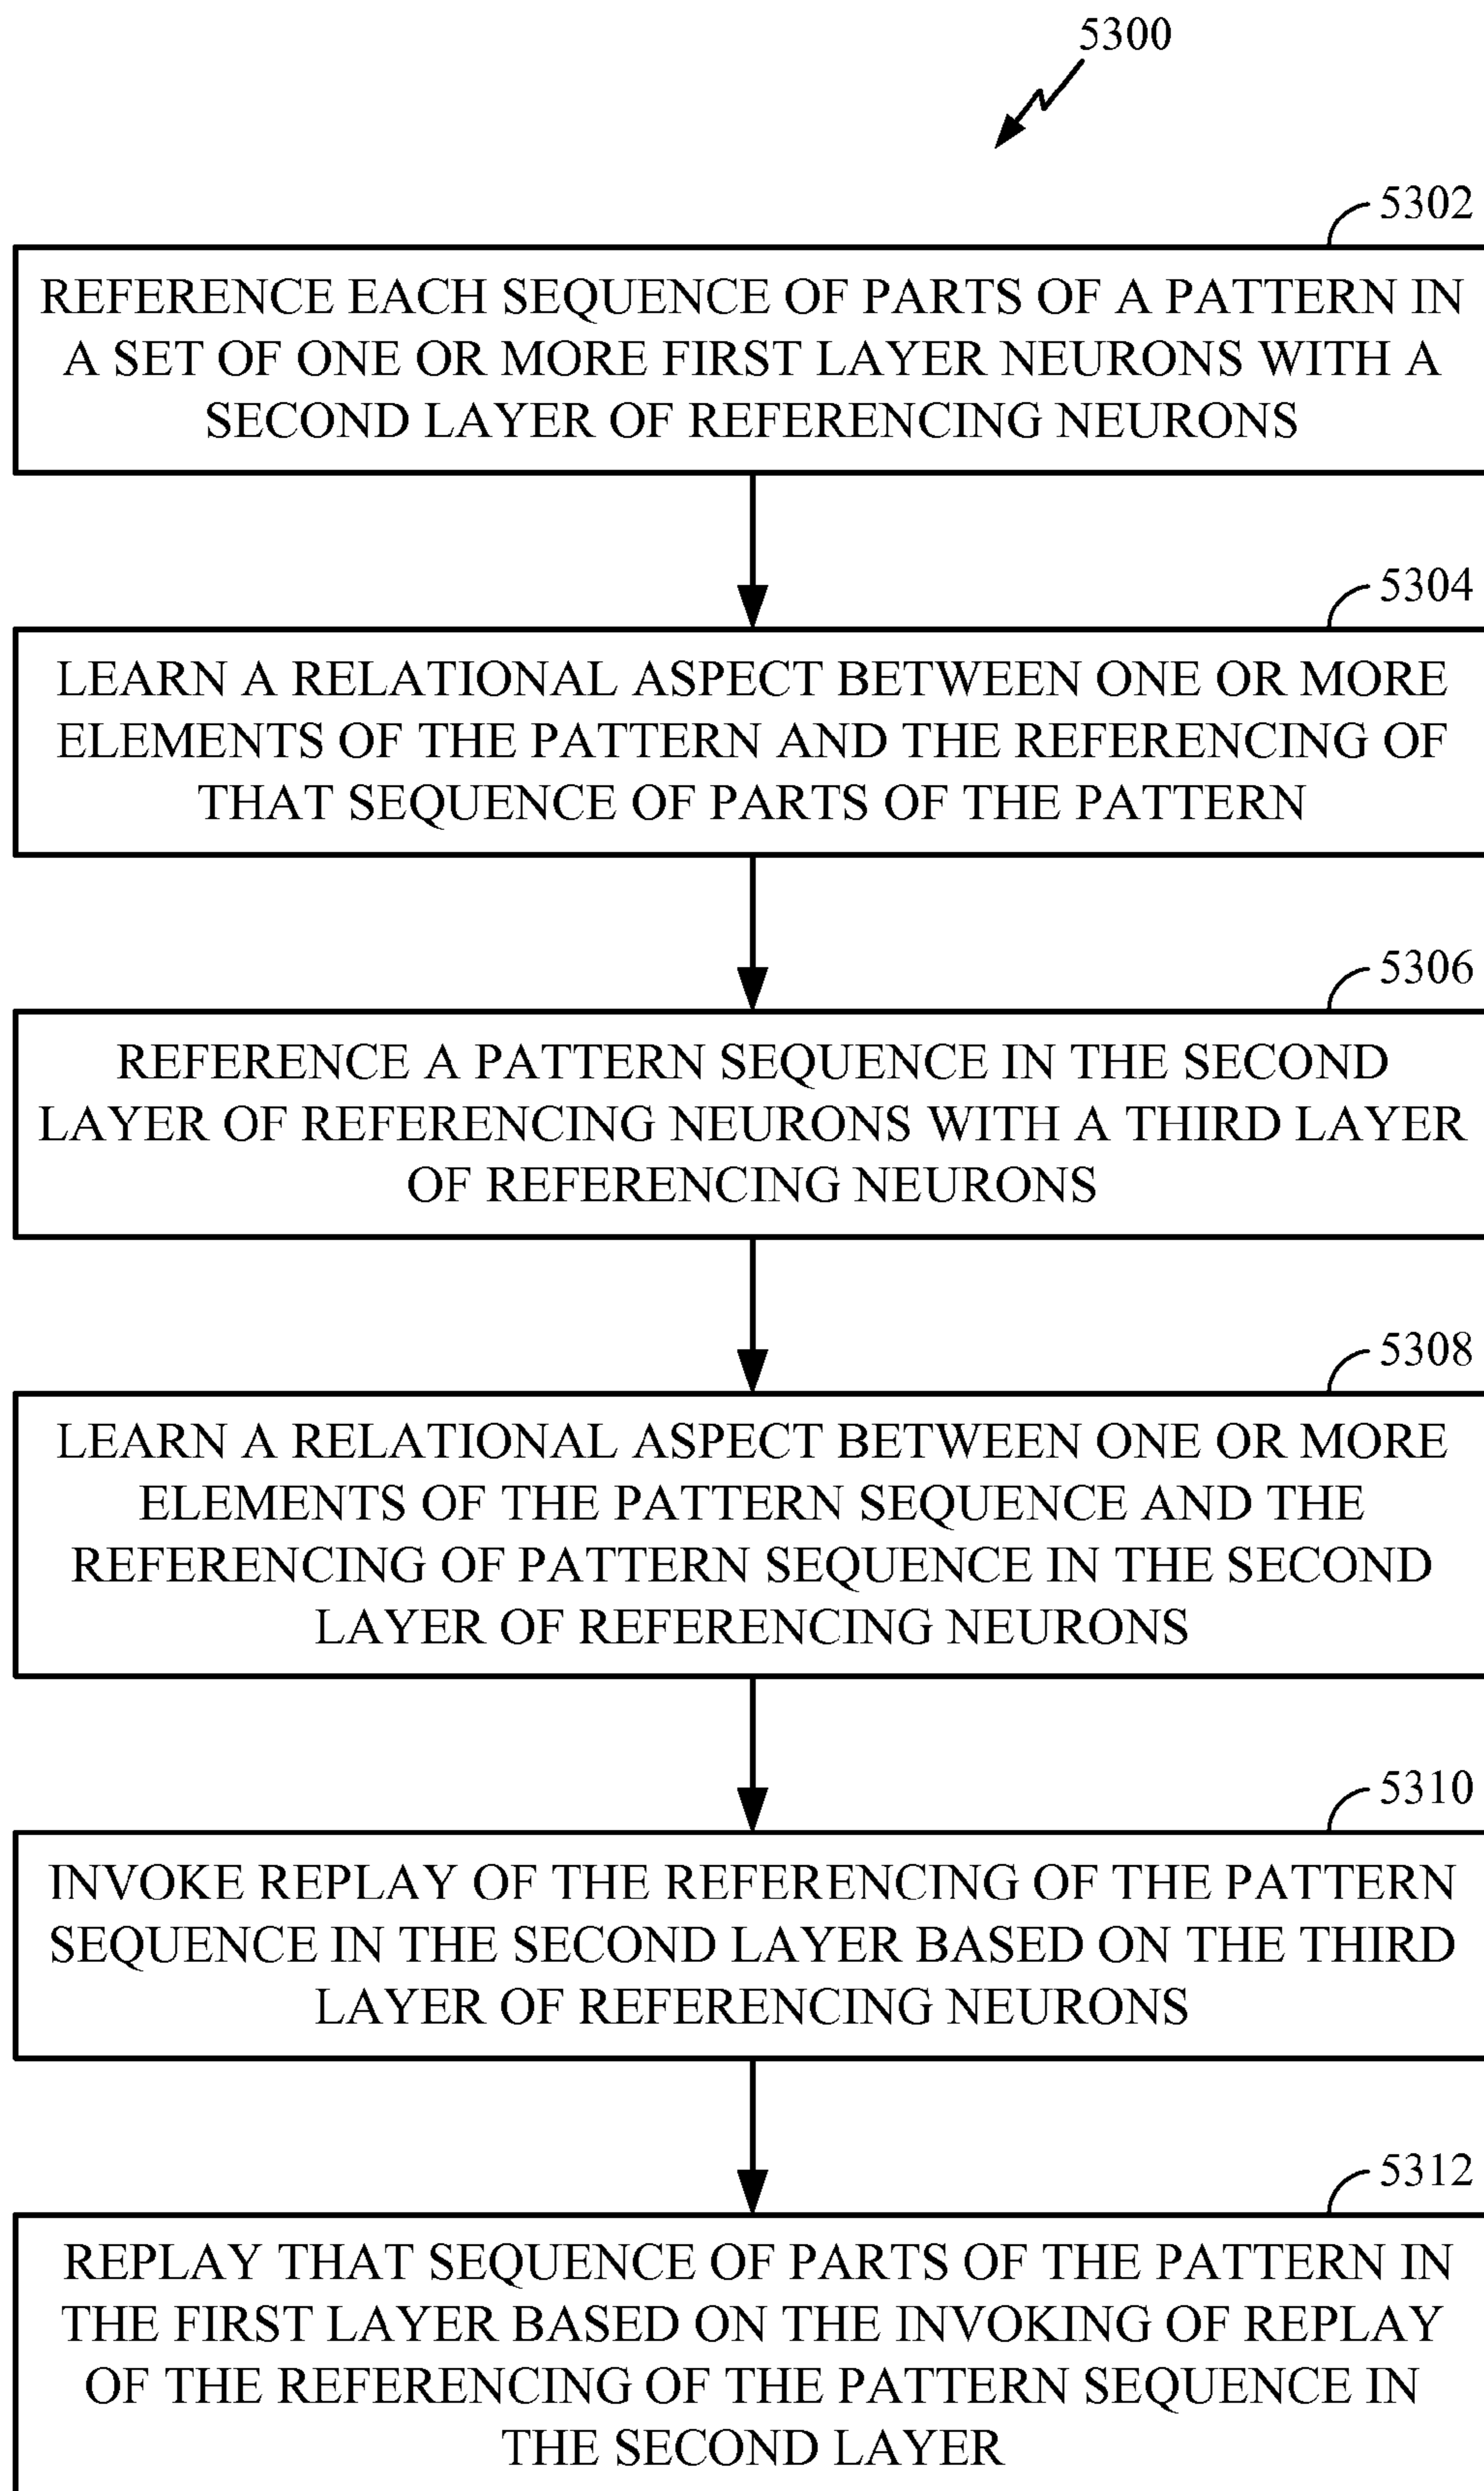 5300
5302
REFERENCE EACH SEQUENCE OF PARTS OF A PATTERN IN
A SET OF ONE OR MORE FIRST LAYER NEURONS WITH A
SECOND LAYER OF REFERENCING NEURONS
5304
LEARN A RELATIONAL ASPECT BETWEEN ONE OR MORE
ELEMENTS OF THE PATTERN AND THE REFERENCING OF
THAT SEQUENCE OF PARTS OF THE PATTERN
5306
REFERENCE A PATTERN SEQUENCE IN THE SECOND
LAYER OF REFERENCING NEURONS WITH A THIRD LAYER
OF REFERENCING NEURONS
5308
LEARN A RELATIONAL ASPECT BETWEEN ONE OR MORE
ELEMENTS OF THE PATTERN SEQUENCE AND THE
REFERENCING OF PATTERN SEQUENCE IN THE SECOND
LAYER OF REFERENCING NEURONS
5310
INVOKE REPLAY OF THE REFERENCING OF THE PATTERN
SEQUENCE IN THE SECOND LAYER BASED ON THE THIRD
LAYER OF REFERENCING NEURONS
5312
REPLAY THAT SEQUENCE OF PARTS OF THE PATTERN IN
THE FIRST LAYER BASED ON THE INVOKING OF REPLAY
OF THE REFERENCING OF THE PATTERN SEQUENCE IN
THE SECOND LAYER